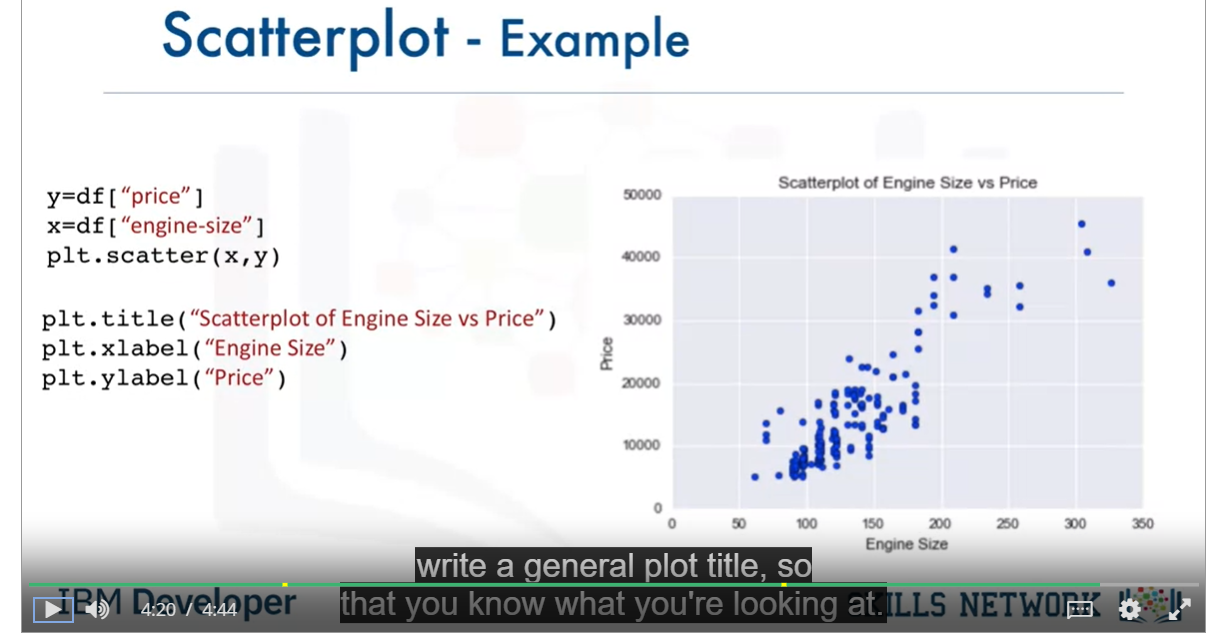 Scatterplot - Example
y=df[“price”]
x=df[“engine-size”]
plt.scatter(x,y)
plt.title(“Scatterplot of Engine Size vs Price”)
plt.xlabel(“Engine Size”)
plt.ylabel(“Price”)
Scatterplot of Engine Size vs Price
50000
40000
30000
20000
10000
0
Price
0 50 100 150 200 250 300 350
Engine Size
write a general plot title, so
that you know what you're looking at.
IBM Developer
4:20 / 4:44
SKILLS NETWORK